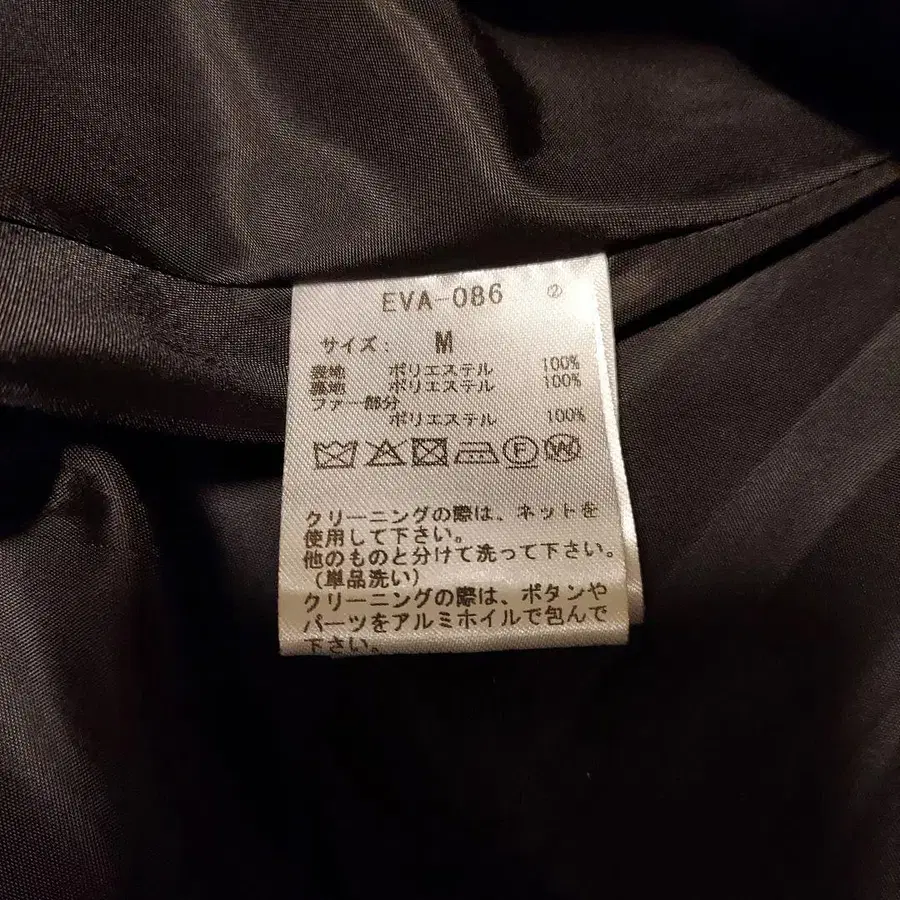 EVA-086 ②
サイズ: M
表地 ポリエステル 100%
裏地 ポリエステル 100%
ファー部分
ポリエステル 100%
クリーニングの際は、ネットを
使用して下さい。
他のものと分けて洗って下さい。
（単品洗い）
クリーニングの際は、ボタンや
パーツをアルミホイルで包んで
下さい。